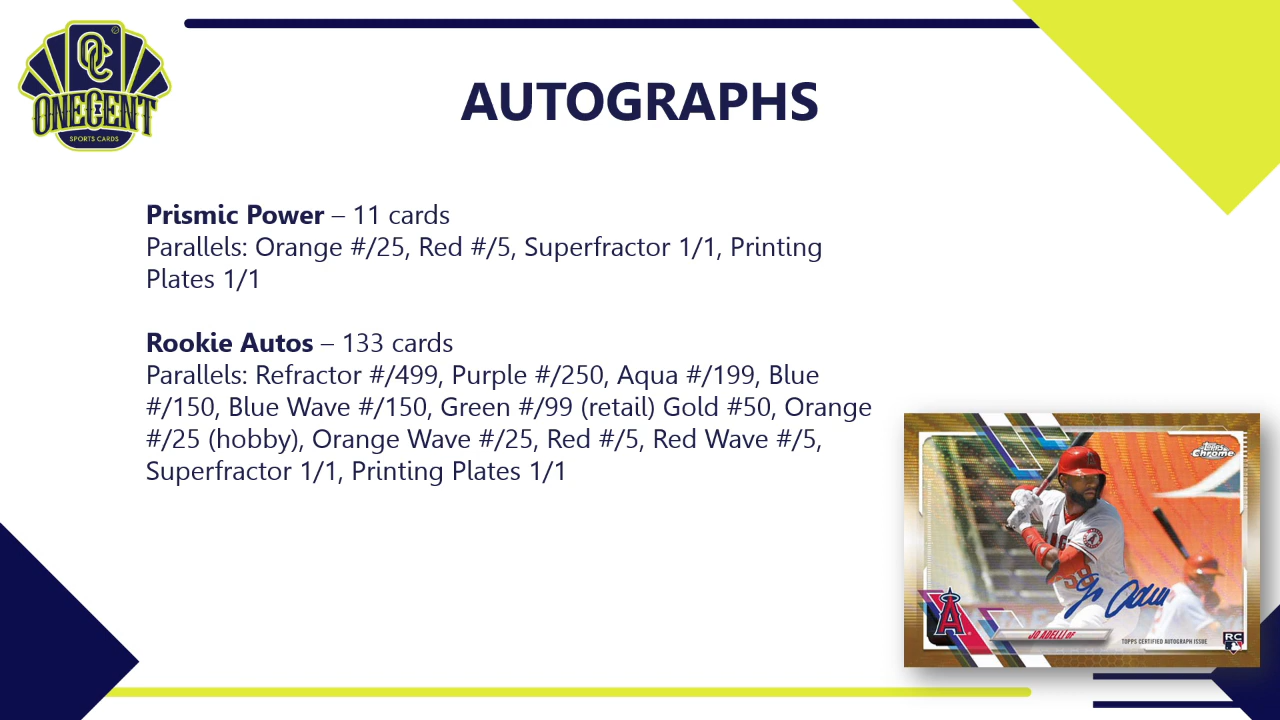 OC
ONECENT
SPORTS CARDS
AUTOGRAPHS
Prismic Power – 11 cards
Parallels: Orange #/25, Red #/5, Superfractor 1/1, Printing
Plates 1/1
Rookie Autos – 133 cards
Parallels: Refractor #/499, Purple #/250, Aqua #/199, Blue
#/150, Blue Wave #/150, Green #/99 (retail) Gold #50, Orange
#/25 (hobby), Orange Wave #/25, Red #/5, Red Wave #/5,
Superfractor 1/1, Printing Plates 1/1
Topps
Chrome
A
JO ADELL OF
TOPPS CERTIFIED AUTOGRAPH ISSUE
RC